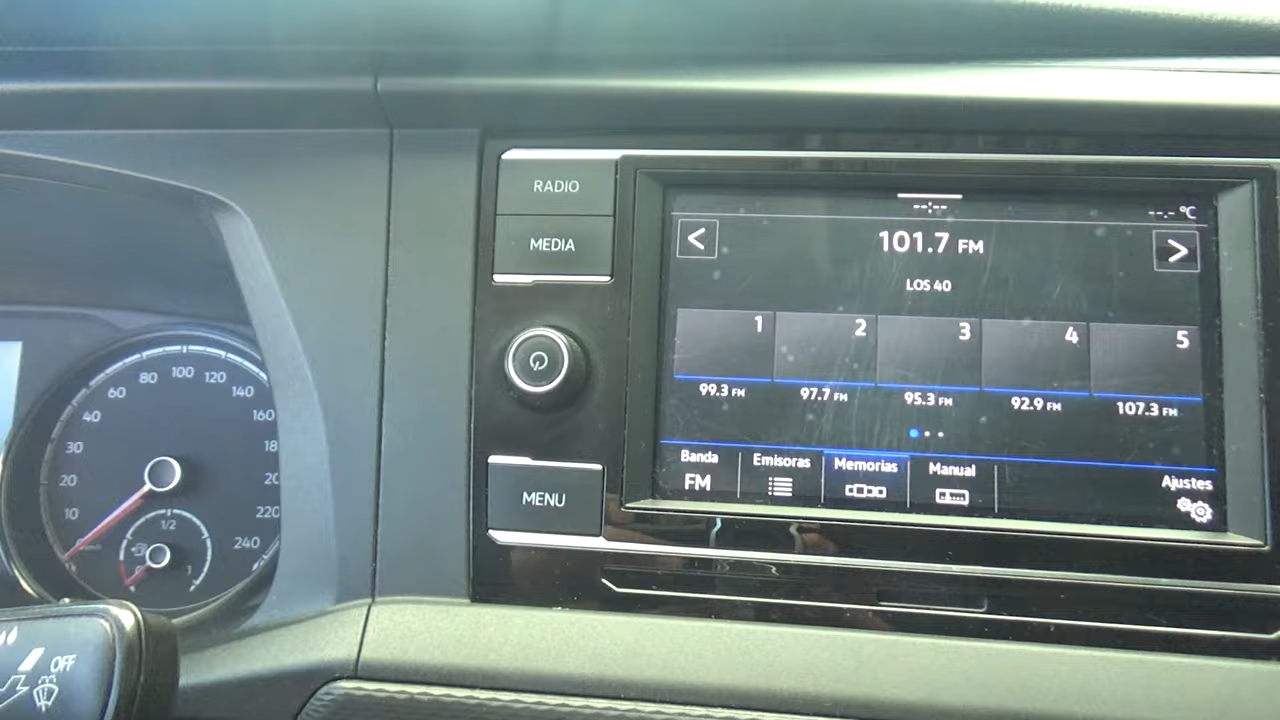 RADIO
MEDIA
MENU
--:--
--.- °C
<
101.7 FM
>
LOS 40
1
2
3
4
5
99.3 FM
97.7 FM
95.3 FM
92.9 FM
107.3 FM
Banda
FM
Emisoras
Memorias
Manual
Ajustes
10
20
30
40
60
80
100
120
140
160
18
20
220
240
1/2
1
OFF